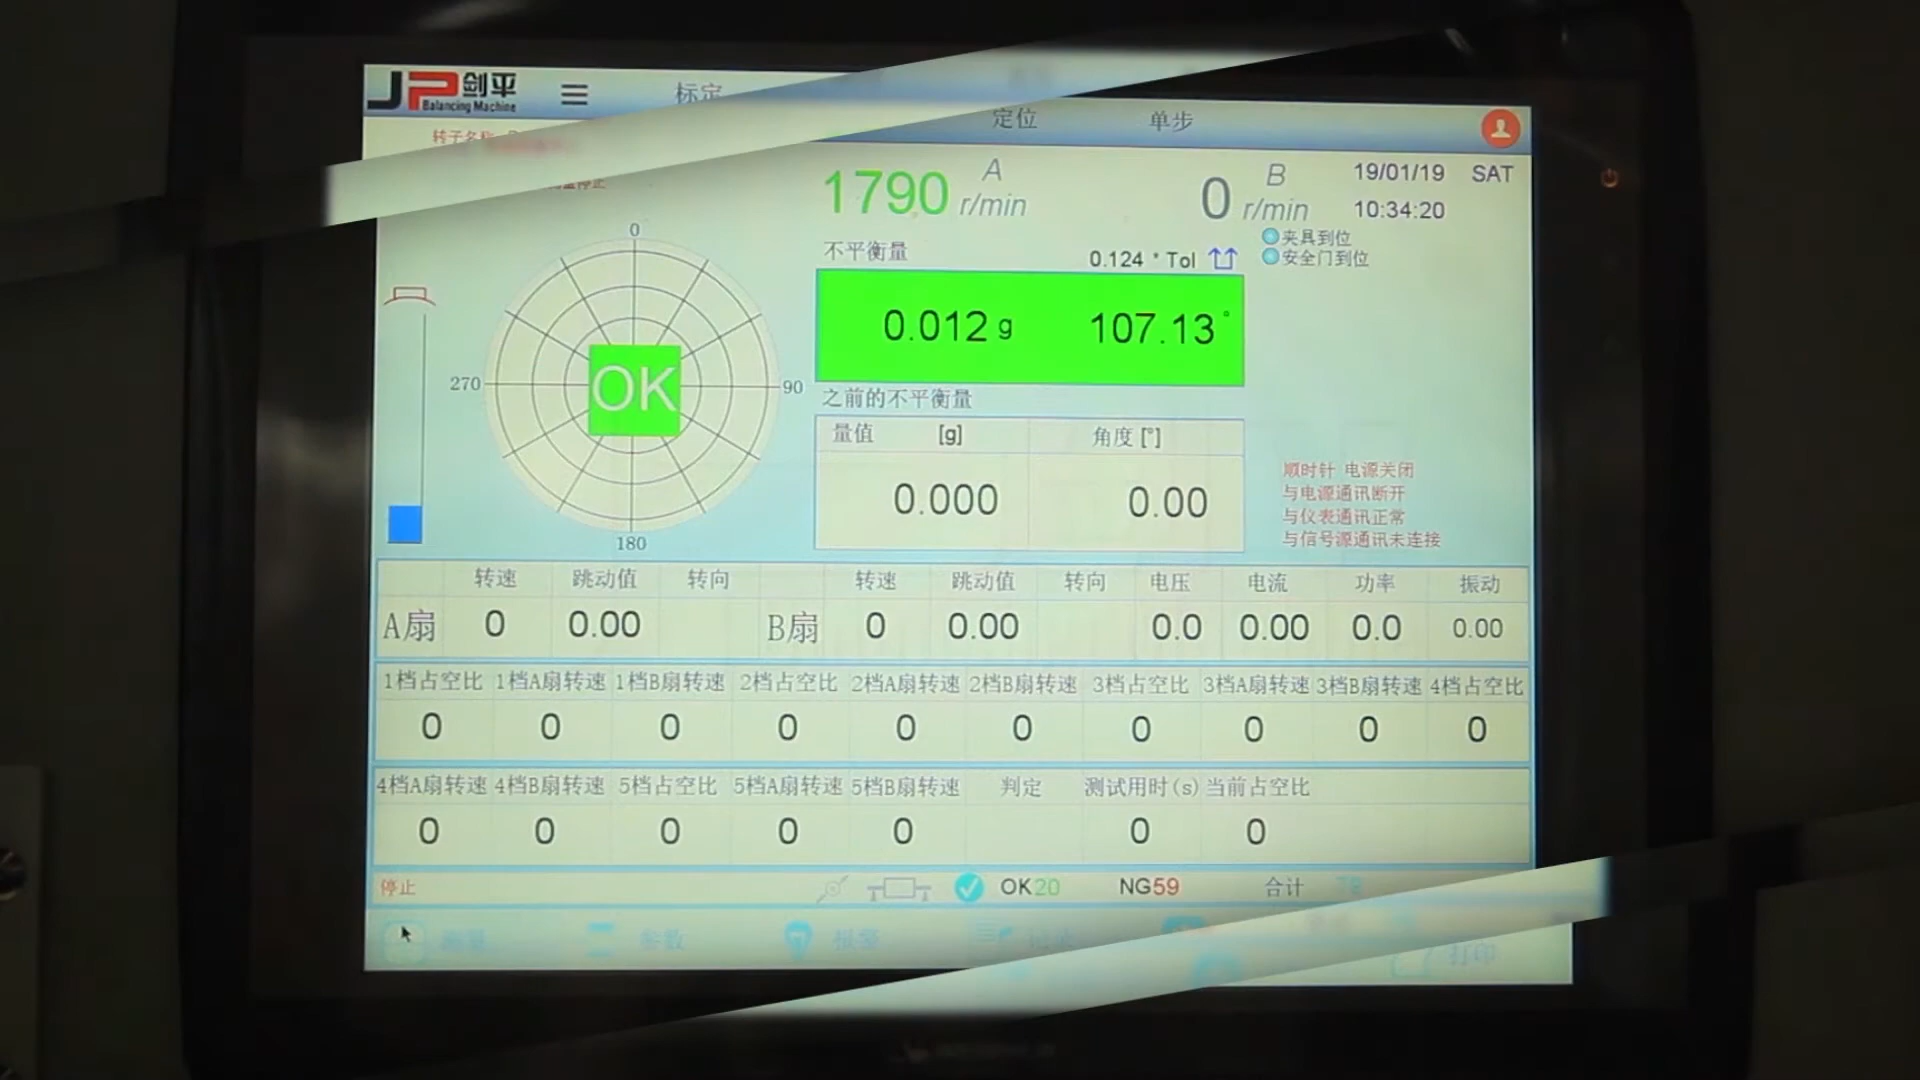 JP 剑平
Balancing Machine
标定
定位
单步
转子名称
1790 r/min A
0 r/min B
19/01/19 SAT
10:34:20
夹具到位
安全门到位
不平衡量
0.124 * Tol
0.012 g 107.13°
0
270
OK
90
180
之前的不平衡量
量值 [g] 角度 [°]
0.000 0.00
顺时针 电源关闭
与电源通讯断开
与仪表通讯正常
与信号源通讯未连接
转速 跳动值 转向 转速 跳动值 转向 电压 电流 功率 振动
A扇 0 0.00 B扇 0 0.00 0.0 0.00 0.0 0.00
1档占空比 1档A扇转速 1档B扇转速 2档占空比 2档A扇转速 2档B扇转速 3档占空比 3档A扇转速 3档B扇转速 4档占空比
0 0 0 0 0 0 0 0 0 0
4档A扇转速 4档B扇转速 5档占空比 5档A扇转速 5档B扇转速 判定 测试用时(s) 当前占空比
0 0 0 0 0 0 0
停止 OK20 NG59 合计
测量 参数 报警 打印